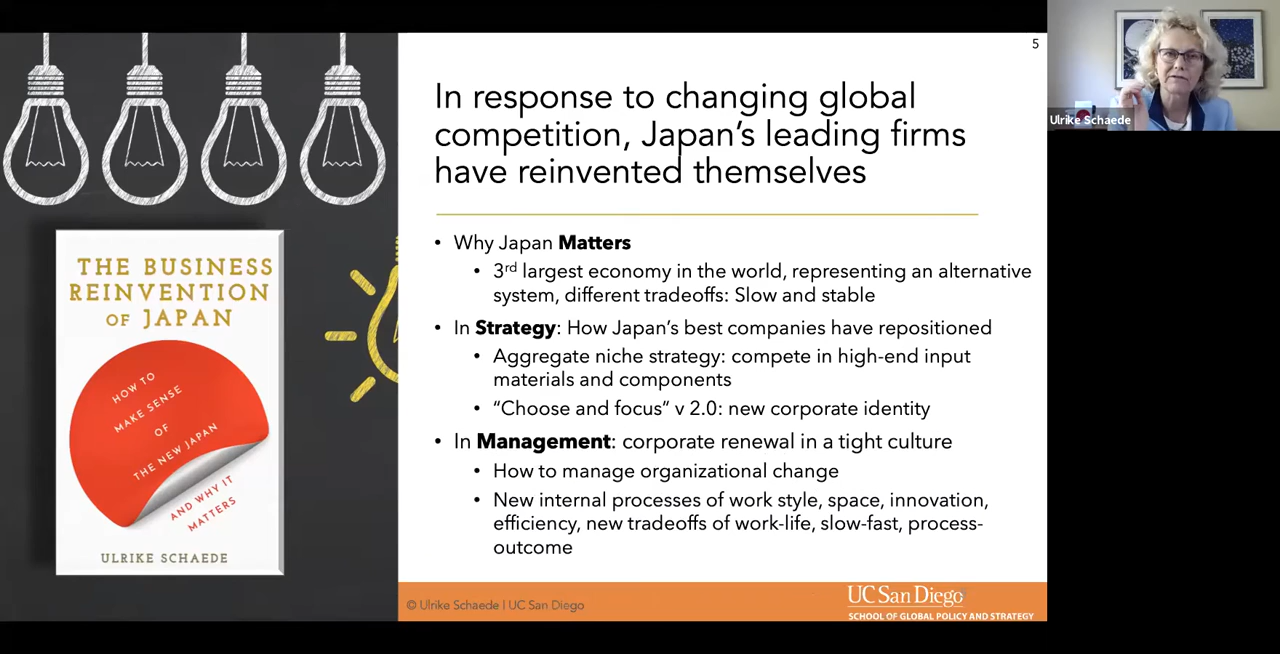 5
In response to changing global
competition, Japan's leading firms
have reinvented themselves
• Why Japan Matters
• 3rd largest economy in the world, representing an alternative
system, different tradeoffs: Slow and stable
• In Strategy: How Japan's best companies have repositioned
• Aggregate niche strategy: compete in high-end input
materials and components
• “Choose and focus” v 2.0: new corporate identity
• In Management: corporate renewal in a tight culture
• How to manage organizational change
• New internal processes of work style, space, innovation,
efficiency, new tradeoffs of work-life, slow-fast, process-
outcome
THE BUSINESS
REINVENTION
OF JAPAN
HOW TO
MAKE SENSE
OF
THE NEW JAPAN
AND WHY IT
MATTERS
ULRIKE SCHAEDE
© Ulrike Schaede | UC San Diego
UC San Diego
SCHOOL OF GLOBAL POLICY AND STRATEGY
Ulrike Schaede